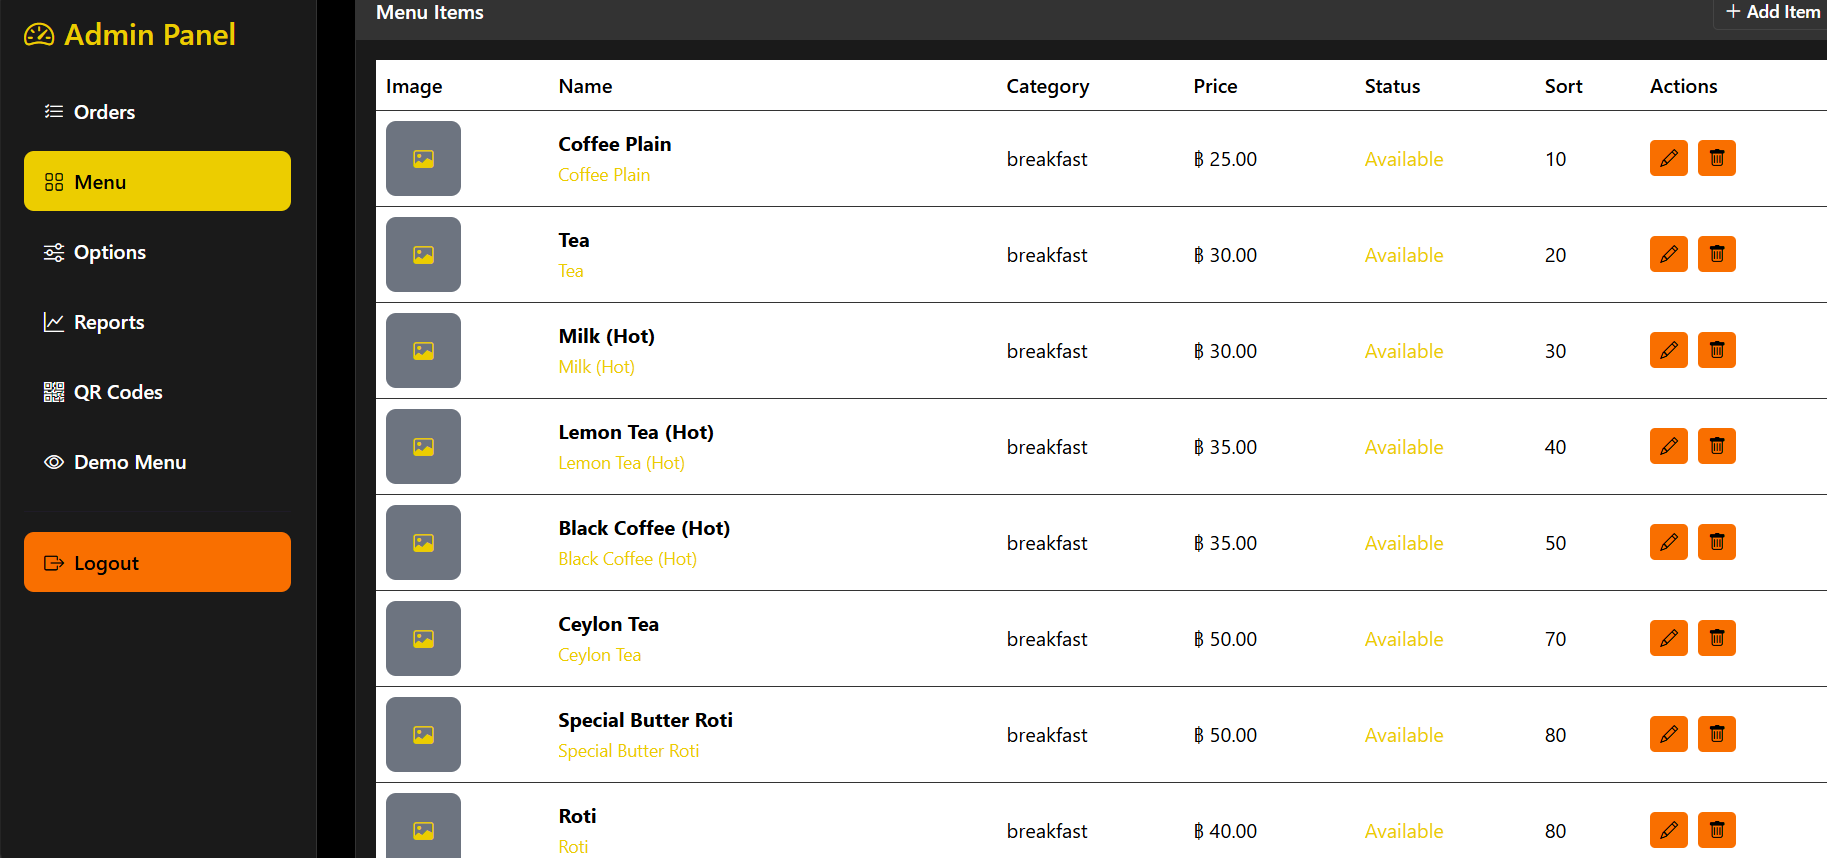 Admin Panel
Orders
Menu
Options
Reports
QR Codes
Demo Menu
Logout
Menu Items
+ Add Item
Image Name Category Price Status Sort Actions
Coffee Plain
Coffee Plain
breakfast ฿ 25.00 Available 10
Tea
Tea
breakfast ฿ 30.00 Available 20
Milk (Hot)
Milk (Hot)
breakfast ฿ 30.00 Available 30
Lemon Tea (Hot)
Lemon Tea (Hot)
breakfast ฿ 35.00 Available 40
Black Coffee (Hot)
Black Coffee (Hot)
breakfast ฿ 35.00 Available 50
Ceylon Tea
Ceylon Tea
breakfast ฿ 50.00 Available 70
Special Butter Roti
Special Butter Roti
breakfast ฿ 50.00 Available 80
Roti
Roti
breakfast ฿ 40.00 Available 80